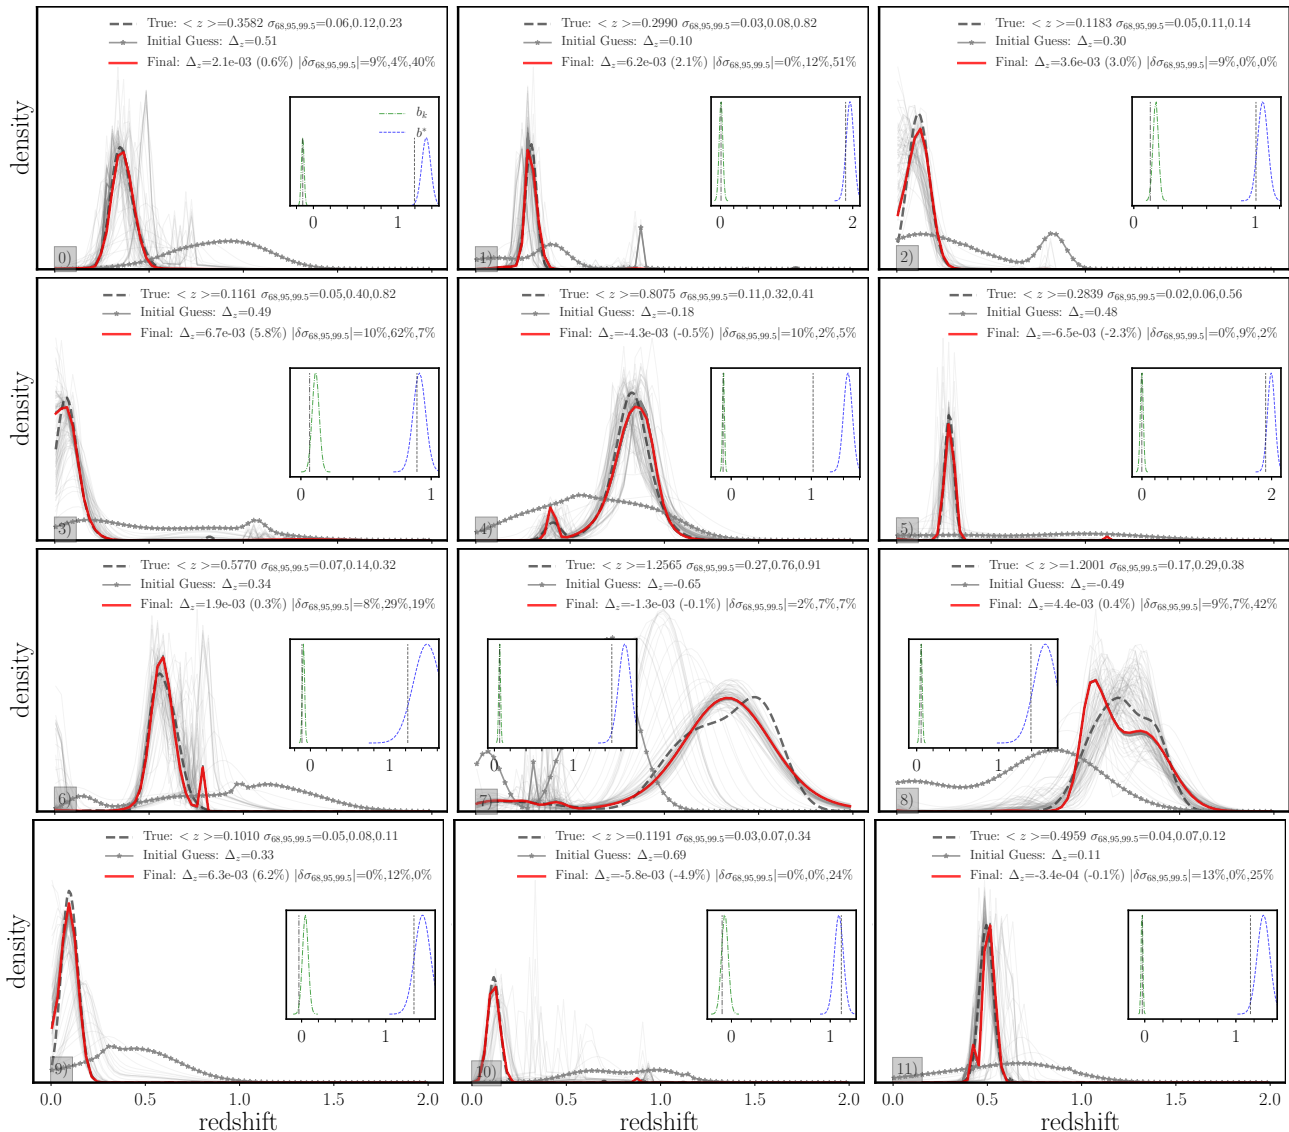 True: < z >=0.3582 σ68,95,99.5=0.06,0.12,0.23
Initial Guess: Δz=0.51
Final: Δz=2.1e-03 (0.6%) |δσ68,95,99.5|=9%,4%,40%
bk
b*
0 1
0)
density
True: < z >=0.2990 σ68,95,99.5=0.03,0.08,0.82
Initial Guess: Δz=0.10
Final: Δz=6.2e-03 (2.1%) |δσ68,95,99.5|=0%,12%,51%
0 2
1)
True: < z >=0.1183 σ68,95,99.5=0.05,0.11,0.14
Initial Guess: Δz=0.30
Final: Δz=3.6e-03 (3.0%) |δσ68,95,99.5|=9%,0%,0%
0 1
2)
True: < z >=0.1161 σ68,95,99.5=0.05,0.40,0.82
Initial Guess: Δz=0.49
Final: Δz=6.7e-03 (5.8%) |δσ68,95,99.5|=10%,62%,7%
0 1
3)
density
True: < z >=0.8075 σ68,95,99.5=0.11,0.32,0.41
Initial Guess: Δz=-0.18
Final: Δz=-4.3e-03 (-0.5%) |δσ68,95,99.5|=10%,2%,5%
0 1
4)
True: < z >=0.2839 σ68,95,99.5=0.02,0.06,0.56
Initial Guess: Δz=0.48
Final: Δz=-6.5e-03 (-2.3%) |δσ68,95,99.5|=0%,9%,2%
0 2
5)
True: < z >=0.5770 σ68,95,99.5=0.07,0.14,0.32
Initial Guess: Δz=0.34
Final: Δz=1.9e-03 (0.3%) |δσ68,95,99.5|=8%,29%,19%
0 1
6)
density
True: < z >=1.2565 σ68,95,99.5=0.27,0.76,0.91
Initial Guess: Δz=-0.65
Final: Δz=-1.3e-03 (-0.1%) |δσ68,95,99.5|=2%,7%,7%
0 1
7)
True: < z >=1.2001 σ68,95,99.5=0.17,0.29,0.38
Initial Guess: Δz=-0.49
Final: Δz=4.4e-03 (0.4%) |δσ68,95,99.5|=9%,7%,42%
0 1
8)
True: < z >=0.1010 σ68,95,99.5=0.05,0.08,0.11
Initial Guess: Δz=0.33
Final: Δz=6.3e-03 (6.2%) |δσ68,95,99.5|=0%,12%,0%
0 1
9)
density
0.0 0.5 1.0 1.5 2.0
redshift
True: < z >=0.1191 σ68,95,99.5=0.03,0.07,0.34
Initial Guess: Δz=0.69
Final: Δz=-5.8e-03 (-4.9%) |δσ68,95,99.5|=0%,0%,24%
0 1
10)
0.0 0.5 1.0 1.5 2.0
redshift
True: < z >=0.4959 σ68,95,99.5=0.04,0.07,0.12
Initial Guess: Δz=0.11
Final: Δz=-3.4e-04 (-0.1%) |δσ68,95,99.5|=13%,0%,25%
0 1
11)
0.0 0.5 1.0 1.5 2.0
redshift